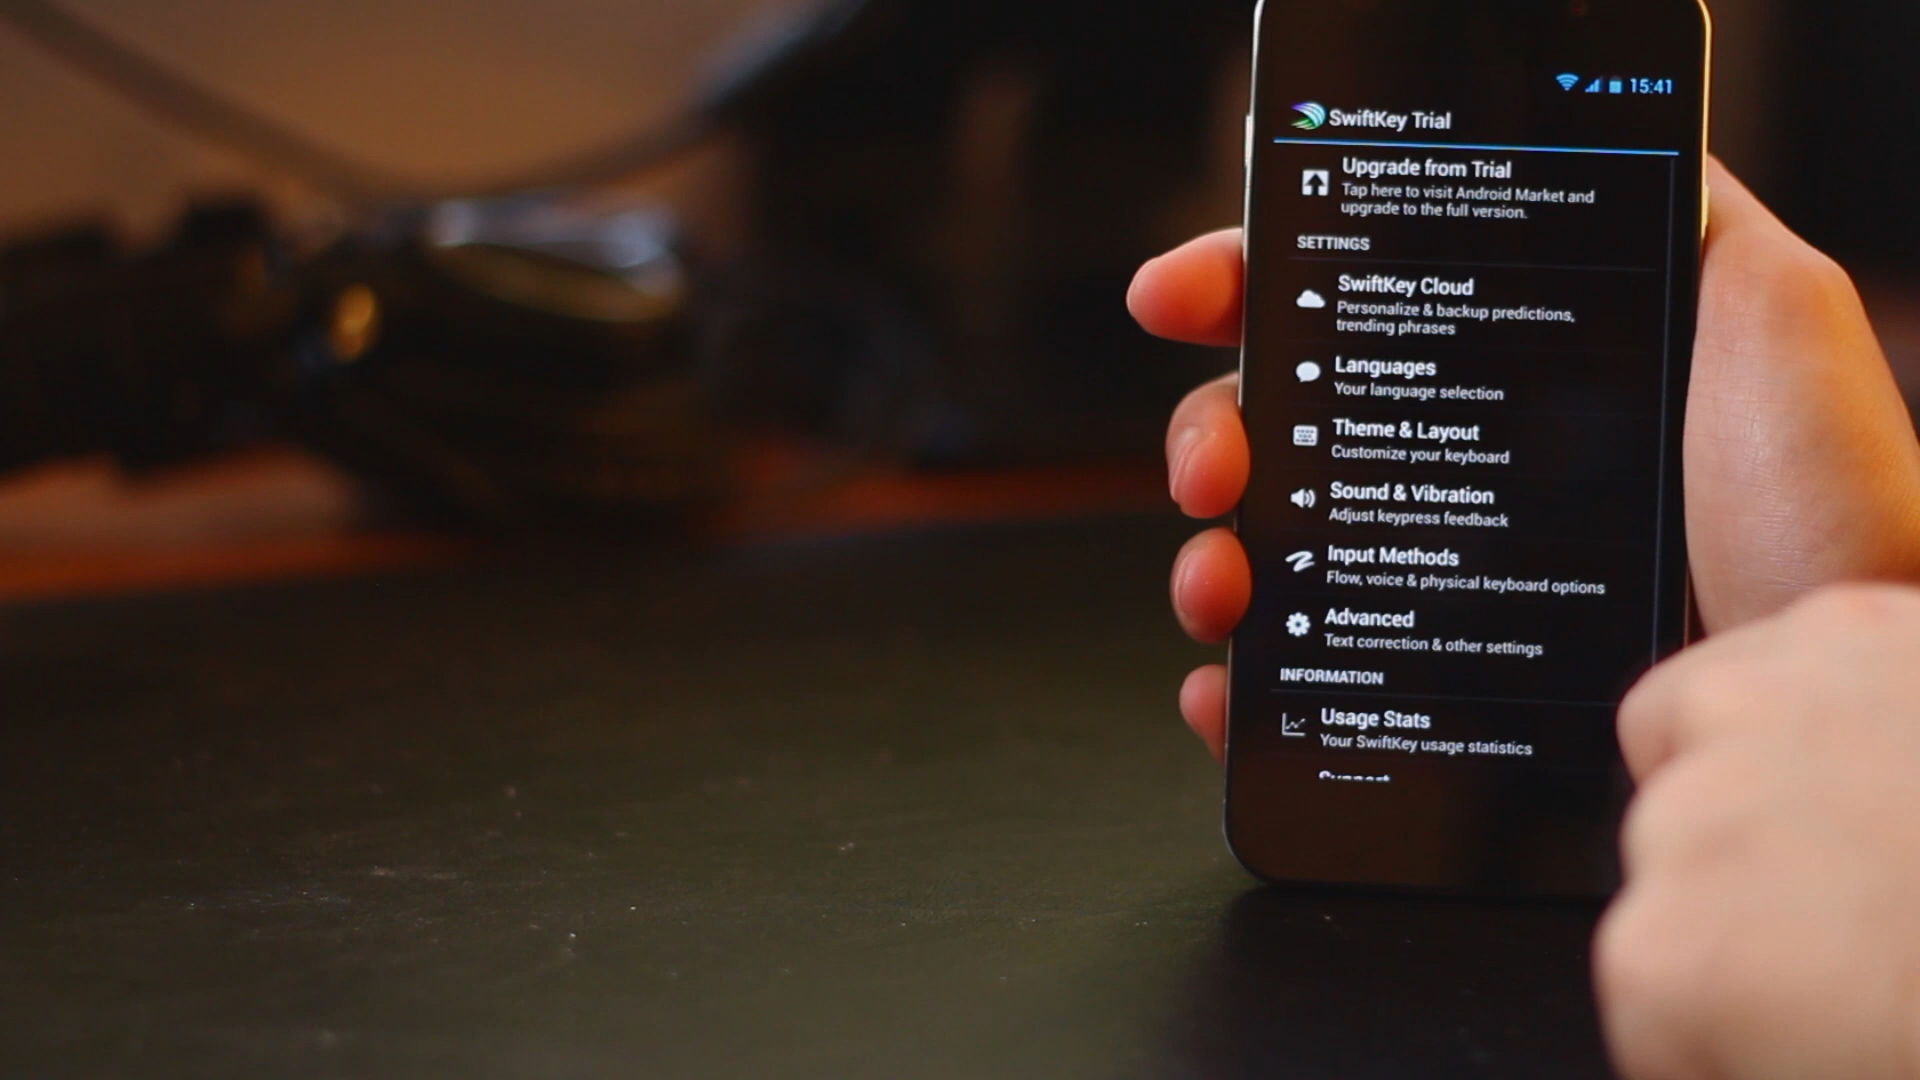 15:41
SwiftKey Trial
Upgrade from Trial
Tap here to visit Android Market and
upgrade to the full version.
SETTINGS
SwiftKey Cloud
Personalize & backup predictions,
trending phrases
Languages
Your language selection
Theme & Layout
Customize your keyboard
Sound & Vibration
Adjust keypress feedback
Input Methods
Flow, voice & physical keyboard options
Advanced
Text correction & other settings
INFORMATION
Usage Stats
Your SwiftKey usage statistics
Support